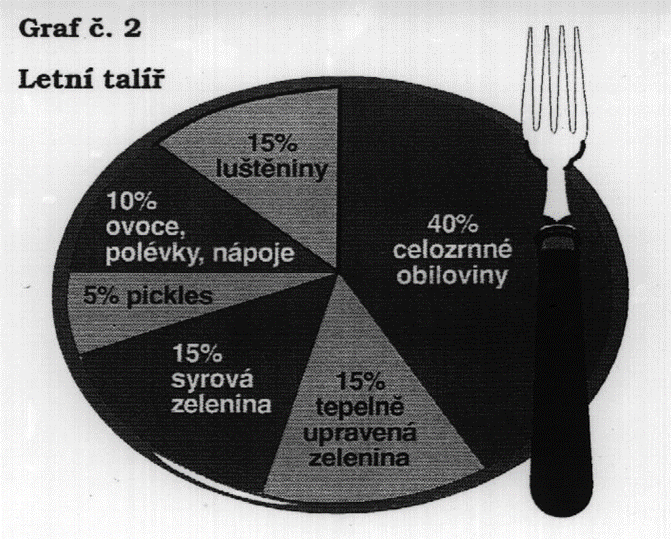 Graf č. 2
Letní talíř
15%
luštěniny
10%
ovoce,
polévky, nápoje
40%
celozrnné
obiloviny
5% pickles
15%
syrová
zelenina
15%
tepelně
upravená
zelenina